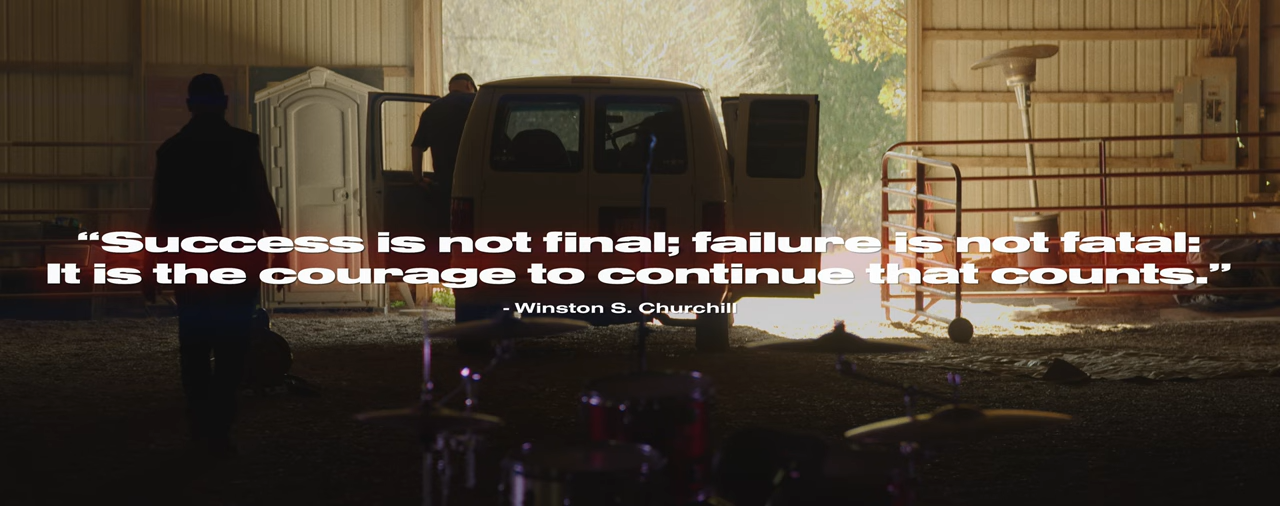 “Success is not final; failure is not fatal:
It is the courage to continue that counts.”
- Winston S. Churchill